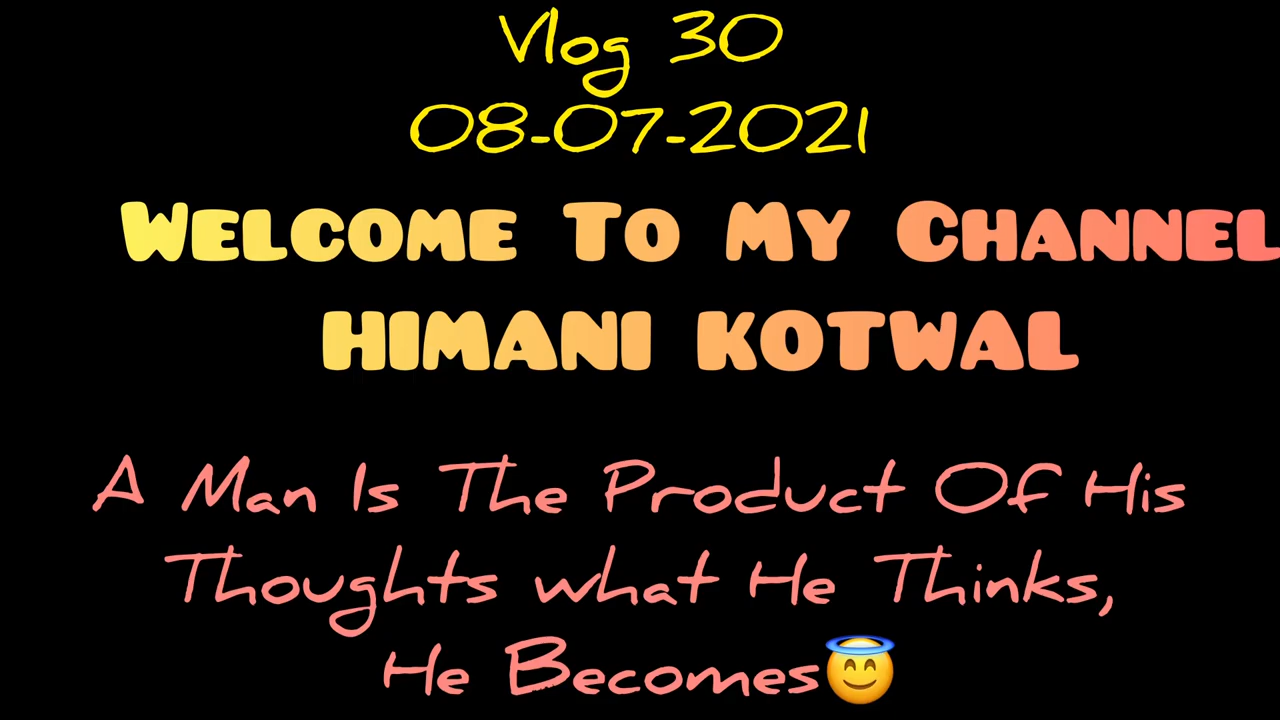 Vlog 30
08-07-2021
Welcome To My Channel
HIMANI KOTWAL
A Man Is The Product Of His
Thoughts what He Thinks,
He Becomes😇